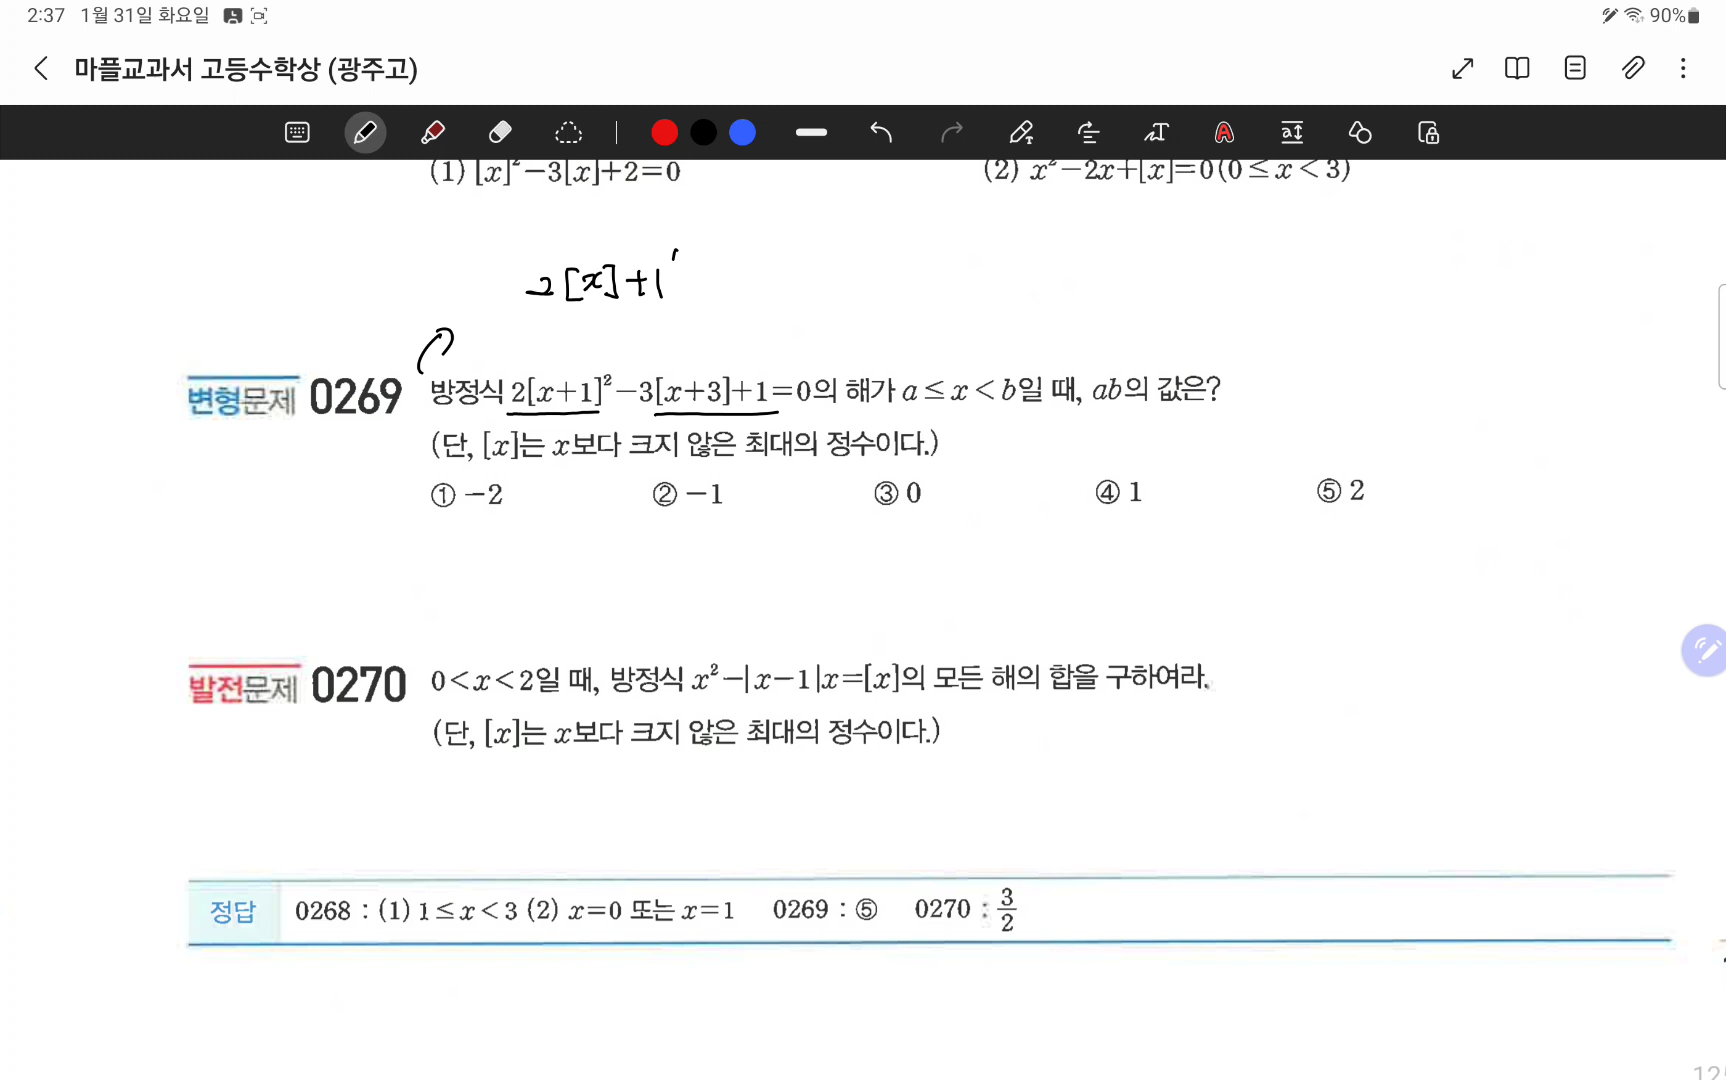 2:37 1월 31일 화요일
90%
마플교과서 고등수학상 (광주고)
(1) [x]²−3[x]+2=0
(2) x²−2x+[x]=0(0≤x<3)
2[x]+1
변형문제 0269 방정식 2[x+1]²−3[x+3]+1=0의 해가 a≤x<b일 때, ab의 값은?
(단, [x]는 x보다 크지 않은 최대의 정수이다.)
① −2 ② −1 ③ 0 ④ 1 ⑤ 2
발전문제 0270 0<x<2일 때, 방정식 x²−|x−1|x=[x]의 모든 해의 합을 구하여라.
(단, [x]는 x보다 크지 않은 최대의 정수이다.)
정답 0268 : (1) 1≤x<3 (2) x=0 또는 x=1 0269 : ⑤ 0270 : 3/2